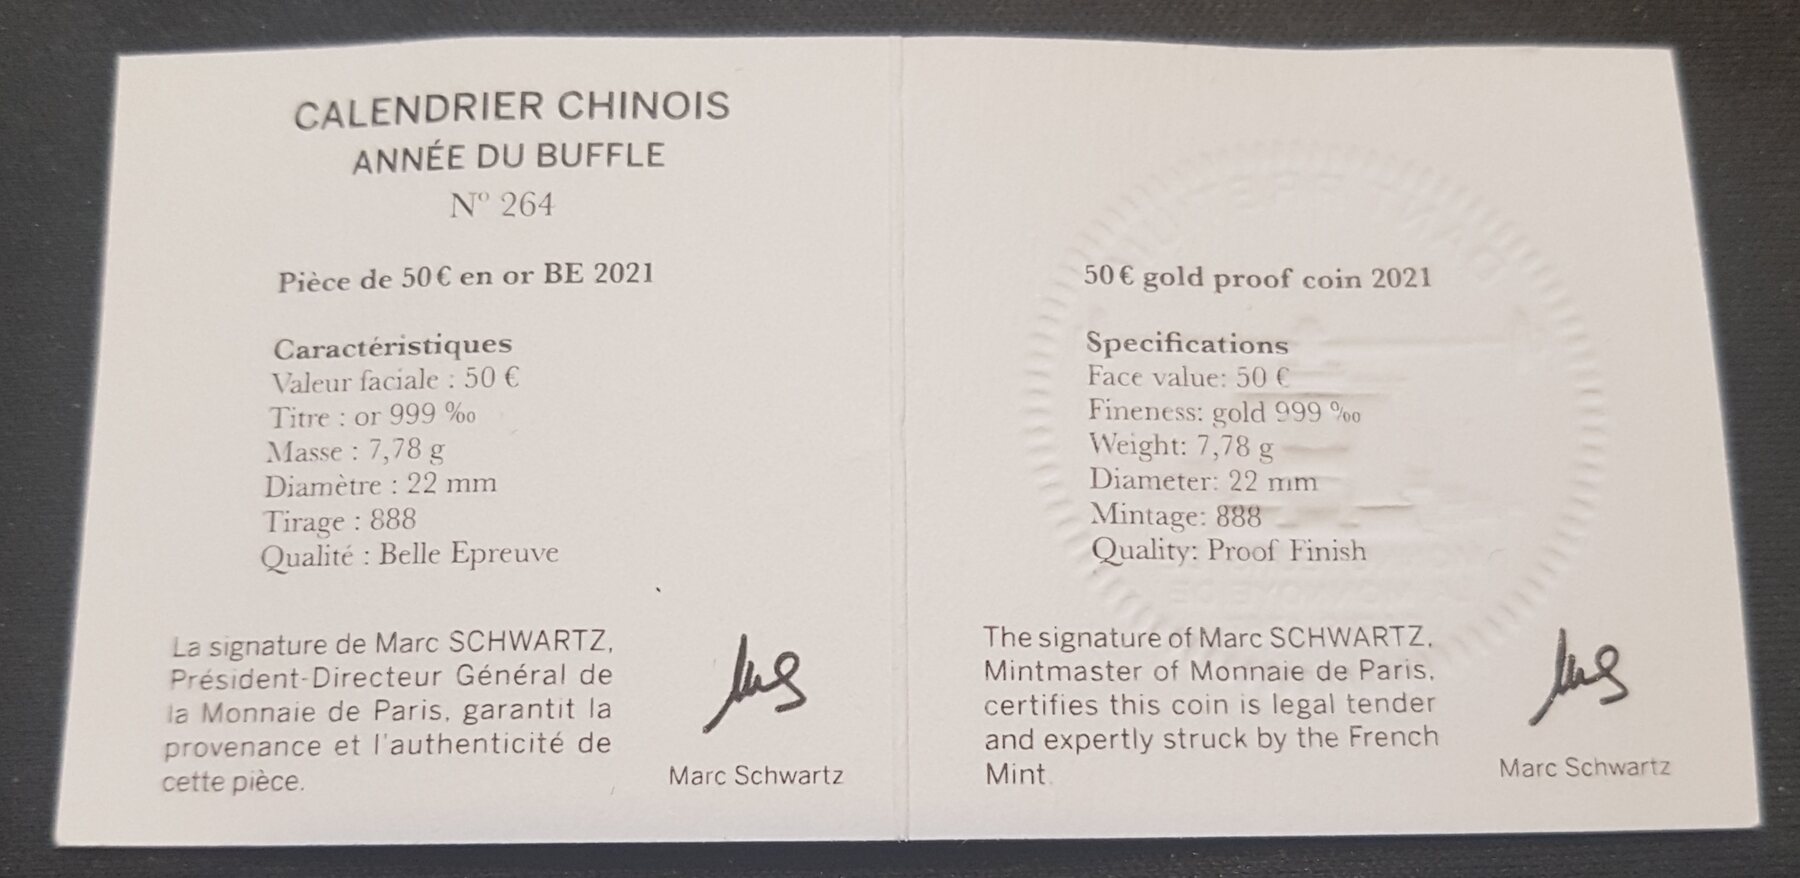 CALENDRIER CHINOIS
ANNÉE DU BUFFLE
Nº 264
Pièce de 50 € en or BE 2021
Caractéristiques
Valeur faciale : 50 €
Titre : or 999 ‰
Masse : 7,78 g
Diamètre : 22 mm
Tirage : 888
Qualité : Belle Epreuve
La signature de Marc SCHWARTZ,
Président-Directeur Général de
la Monnaie de Paris, garantit la
provenance et l'authenticité de
cette pièce.
Marc Schwartz
50 € gold proof coin 2021
Specifications
Face value: 50 €
Fineness: gold 999 ‰
Weight: 7,78 g
Diameter: 22 mm
Mintage: 888
Quality: Proof Finish
The signature of Marc SCHWARTZ,
Mintmaster of Monnaie de Paris,
certifies this coin is legal tender
and expertly struck by the French
Mint.
Marc Schwartz